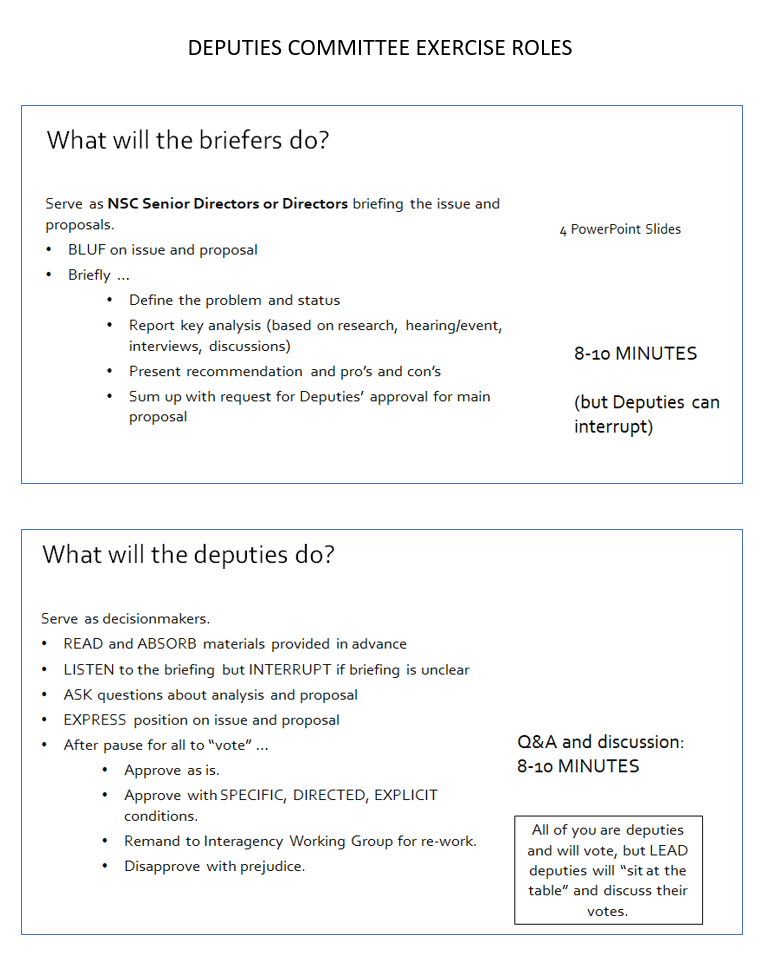 DEPUTIES COMMITTEE EXERCISE ROLES
What will the briefers do?
Serve as NSC Senior Directors or Directors briefing the issue and
proposals.
• BLUF on issue and proposal
• Briefly …
• Define the problem and status
• Report key analysis (based on research, hearing/event,
interviews, discussions)
• Present recommendation and pro’s and con’s
• Sum up with request for Deputies’ approval for main
proposal
4 PowerPoint Slides
8-10 MINUTES
(but Deputies can
interrupt)
What will the deputies do?
Serve as decisionmakers.
• READ and ABSORB materials provided in advance
• LISTEN to the briefing but INTERRUPT if briefing is unclear
• ASK questions about analysis and proposal
• EXPRESS position on issue and proposal
• After pause for all to “vote” …
• Approve as is.
• Approve with SPECIFIC, DIRECTED, EXPLICIT
conditions.
• Remand to Interagency Working Group for re-work.
• Disapprove with prejudice.
Q&A and discussion:
8-10 MINUTES
All of you are deputies
and will vote, but LEAD
deputies will “sit at the
table” and discuss their
votes.